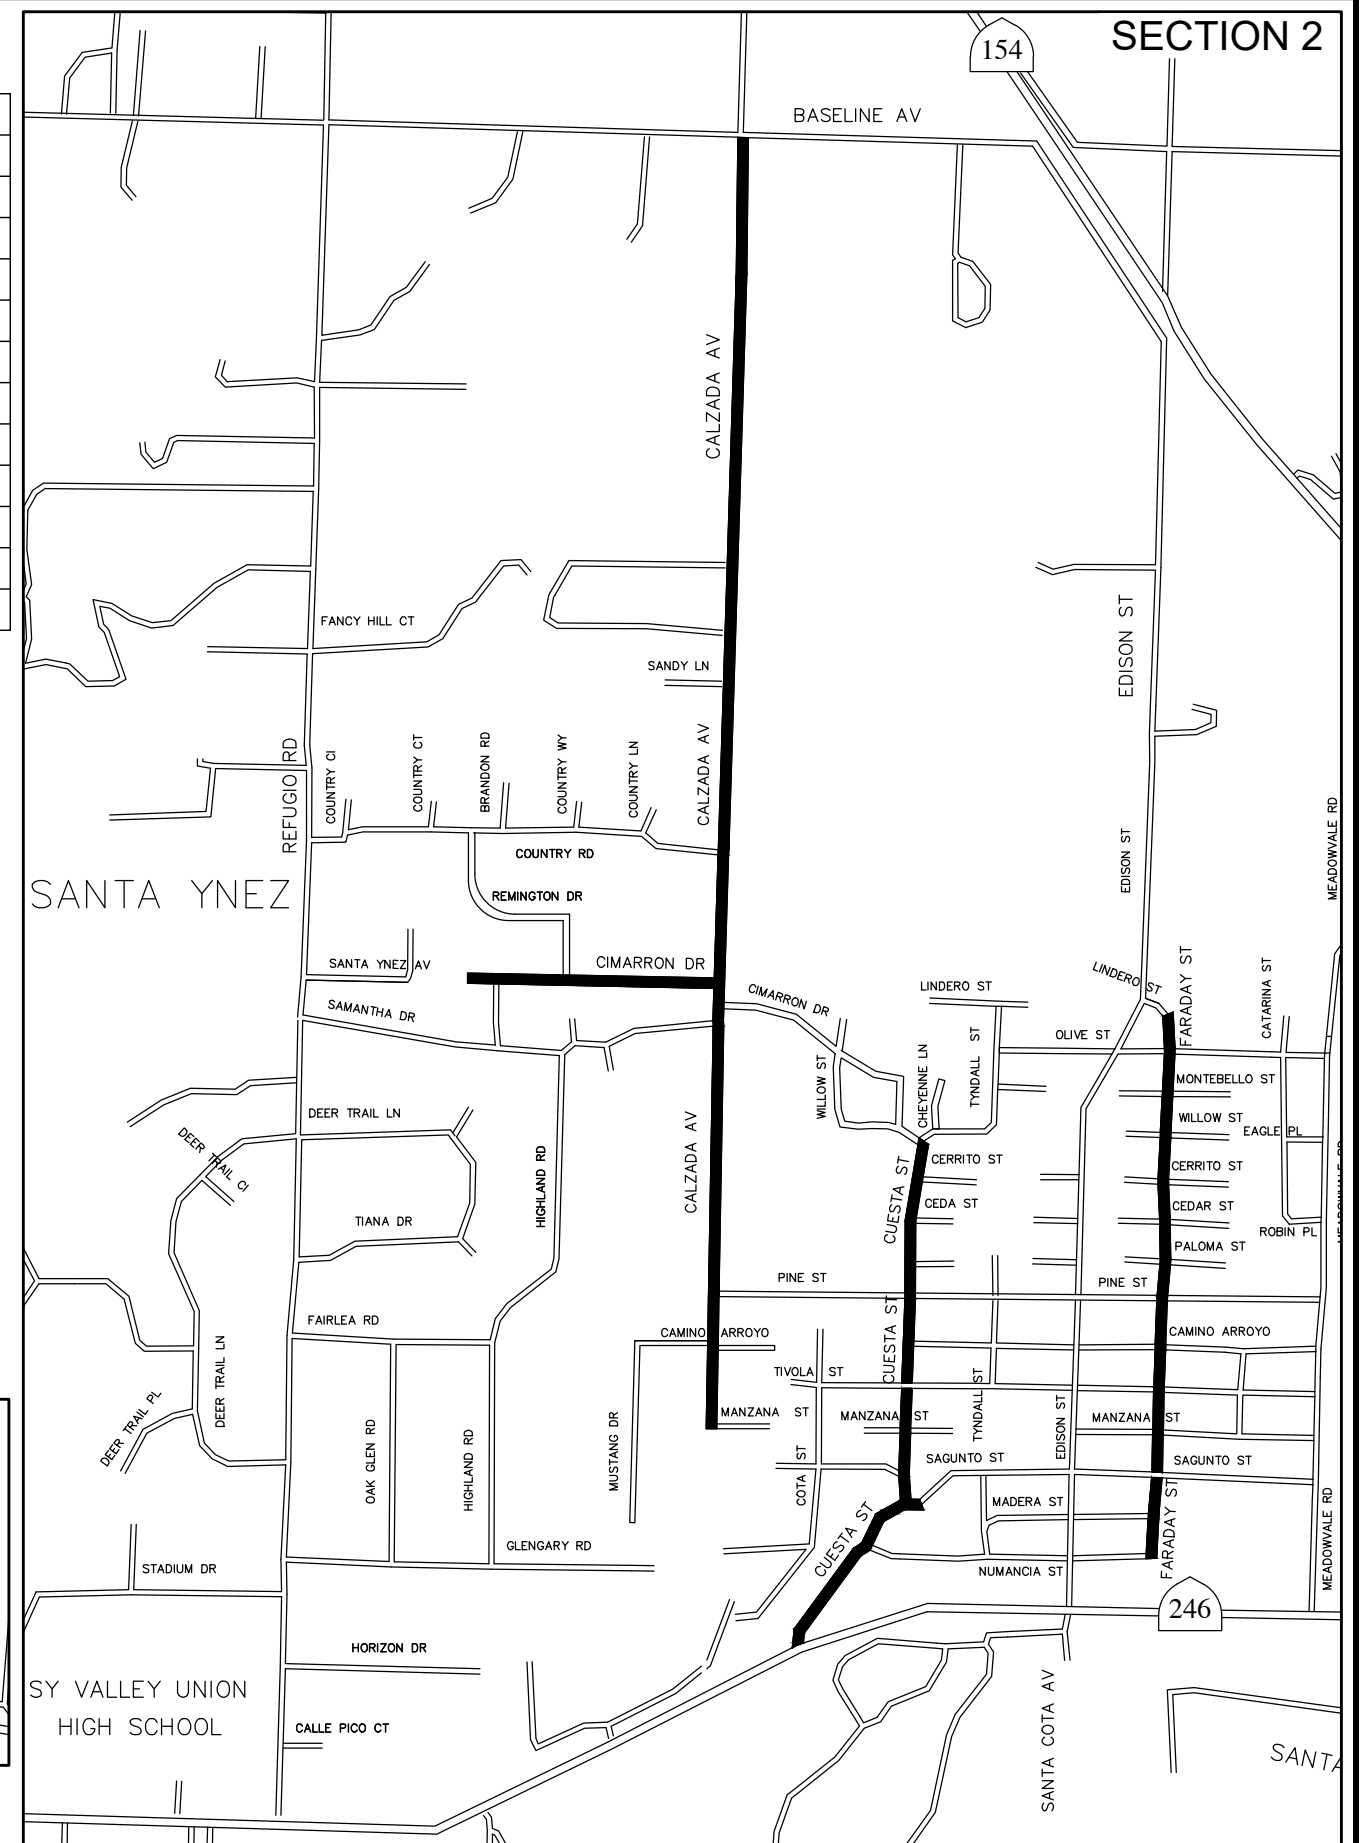 SECTION 2
154
BASELINE AV
CALZADA AV
EDISON ST
FANCY HILL CT
SANDY LN
REFUGIO RD
COUNTRY CI
COUNTRY CT
BRANDON RD
COUNTRY WY
COUNTRY LN
CALZADA AV
COUNTRY RD
EDISON ST
MEADOWVALE RD
SANTA YNEZ
REMINGTON DR
SANTA YNEZ AV
CIMARRON DR
SAMANTHA DR
CIMARRON DR
LINDERO ST
LINDERO ST
FARADAY ST
CATARINA ST
OLIVE ST
WILLOW ST
CHEYENNE LN
TYNDALL ST
MONTEBELLO ST
DEER TRAIL LN
WILLOW ST
EAGLE PL
DEER TRAIL CI
HIGHLAND RD
CALZADA AV
CUESTA ST
CERRITO ST
CERRITO ST
MEADOWVALE RD
CEDA ST
CEDAR ST
TIANA DR
ROBIN PL
PALOMA ST
PINE ST
PINE ST
FAIRLEA RD
CAMINO ARROYO
CUESTA ST
CAMINO ARROYO
DEER TRAIL LN
TIVOLA ST
TYNDALL ST
DEER TRAIL PL
MANZANA ST
MANZANA ST
EDISON ST
MANZANA ST
OAK GLEN RD
HIGHLAND RD
MUSTANG DR
COTA ST
SAGUNTO ST
SAGUNTO ST
MADERA ST
FARADAY ST
MEADOWVALE RD
CUESTA ST
GLENGARY RD
STADIUM DR
NUMANCIA ST
246
HORIZON DR
SY VALLEY UNION
HIGH SCHOOL
CALLE PICO CT
SANTA COTA AV
SANTA